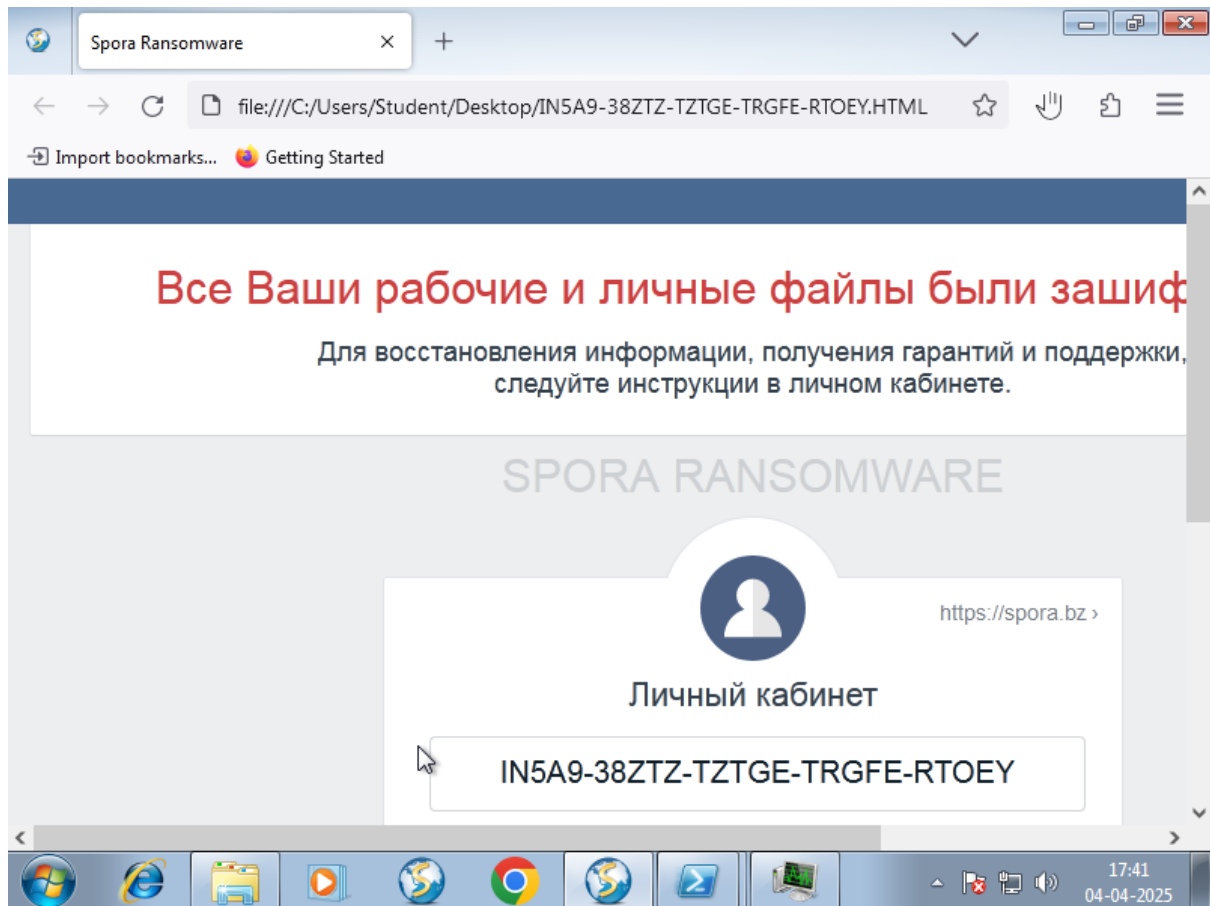 Spora Ransomware
file:///C:/Users/Student/Desktop/IN5A9-38ZTZ-TZTGE-TRGFE-RTOEY.HTML
Import bookmarks... Getting Started
Все Ваши рабочие и личные файлы были зашиф
Для восстановления информации, получения гарантий и поддержки,
следуйте инструкции в личном кабинете.
SPORA RANSOMWARE
https://spora.bz ›
Личный кабинет
IN5A9-38ZTZ-TZTGE-TRGFE-RTOEY
17:41
04-04-2025